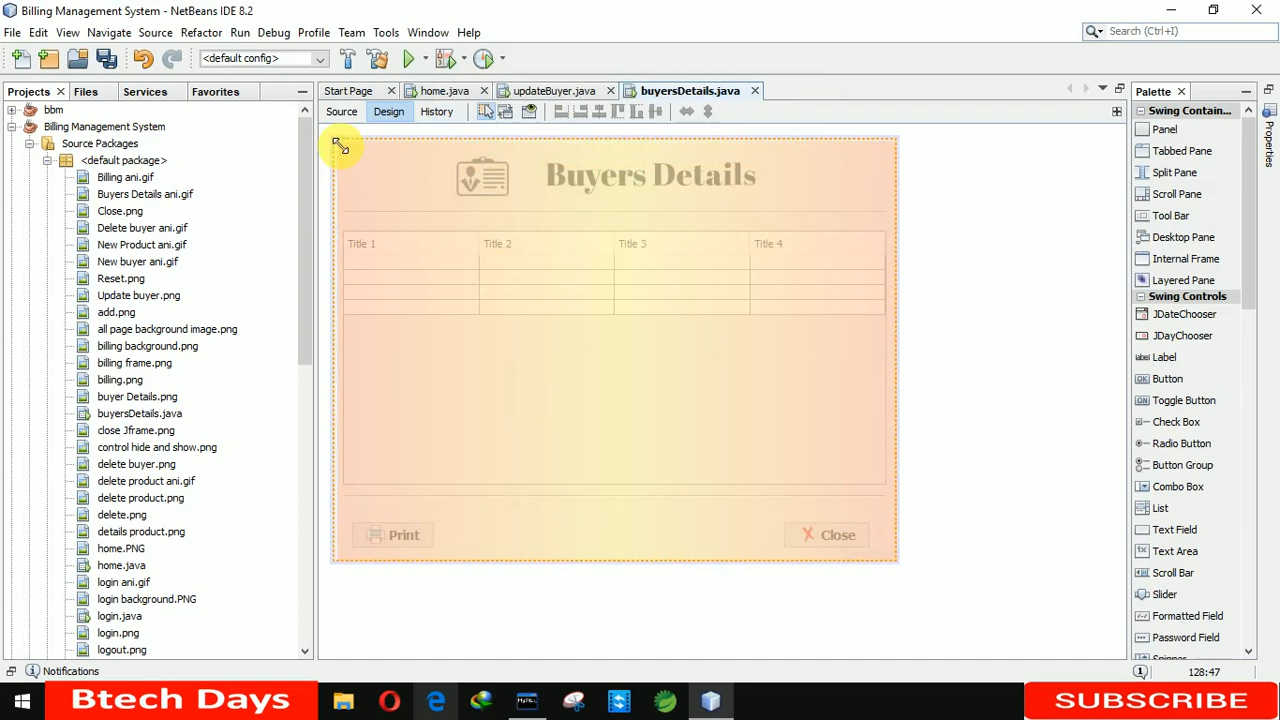 Billing Management System - NetBeans IDE 8.2
File Edit View Navigate Source Refactor Run Debug Profile Team Tools Window Help
Search (Ctrl+I)
<default config>
Projects Files Services Favorites
Start Page home.java updateBuyer.java buyersDetails.java
Palette
Source Design History
bbm
Billing Management System
Source Packages
<default package>
Billing ani.gif
Buyers Details ani.gif
Close.png
Delete buyer ani.gif
New Product ani.gif
New buyer ani.gif
Reset.png
Update buyer.png
add.png
all page background image.png
billing background.png
billing frame.png
billing.png
buyer Details.png
buyersDetails.java
close Jframe.png
control hide and show.png
delete buyer.png
delete product ani.gif
delete product.png
delete.png
details product.png
home.PNG
home.java
login ani.gif
login background.PNG
login.java
login.png
logout.png
Buyers Details
Title 1 Title 2 Title 3 Title 4
Print Close
Swing Contain...
Panel
Tabbed Pane
Split Pane
Scroll Pane
Tool Bar
Desktop Pane
Internal Frame
Layered Pane
Swing Controls
JDateChooser
JDayChooser
label Label
OK Button
ON Toggle Button
Check Box
Radio Button
Button Group
Combo Box
List
Text Field
Text Area
Scroll Bar
Slider
Formatted Field
Password Field
Spinner
Properties
Notifications
128:47
Btech Days
MySQL
SUBSCRIBE